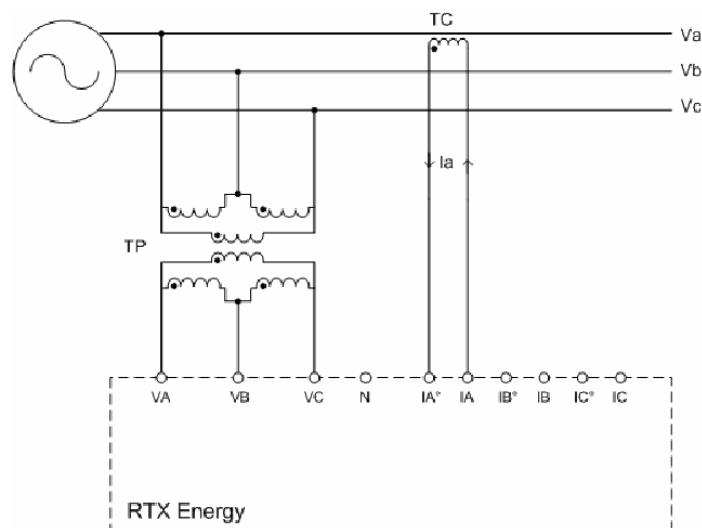 TC
Va
Vb
Vc
Ia
TP
VA VB VC N IA* IA IB* IB IC* IC
RTX Energy